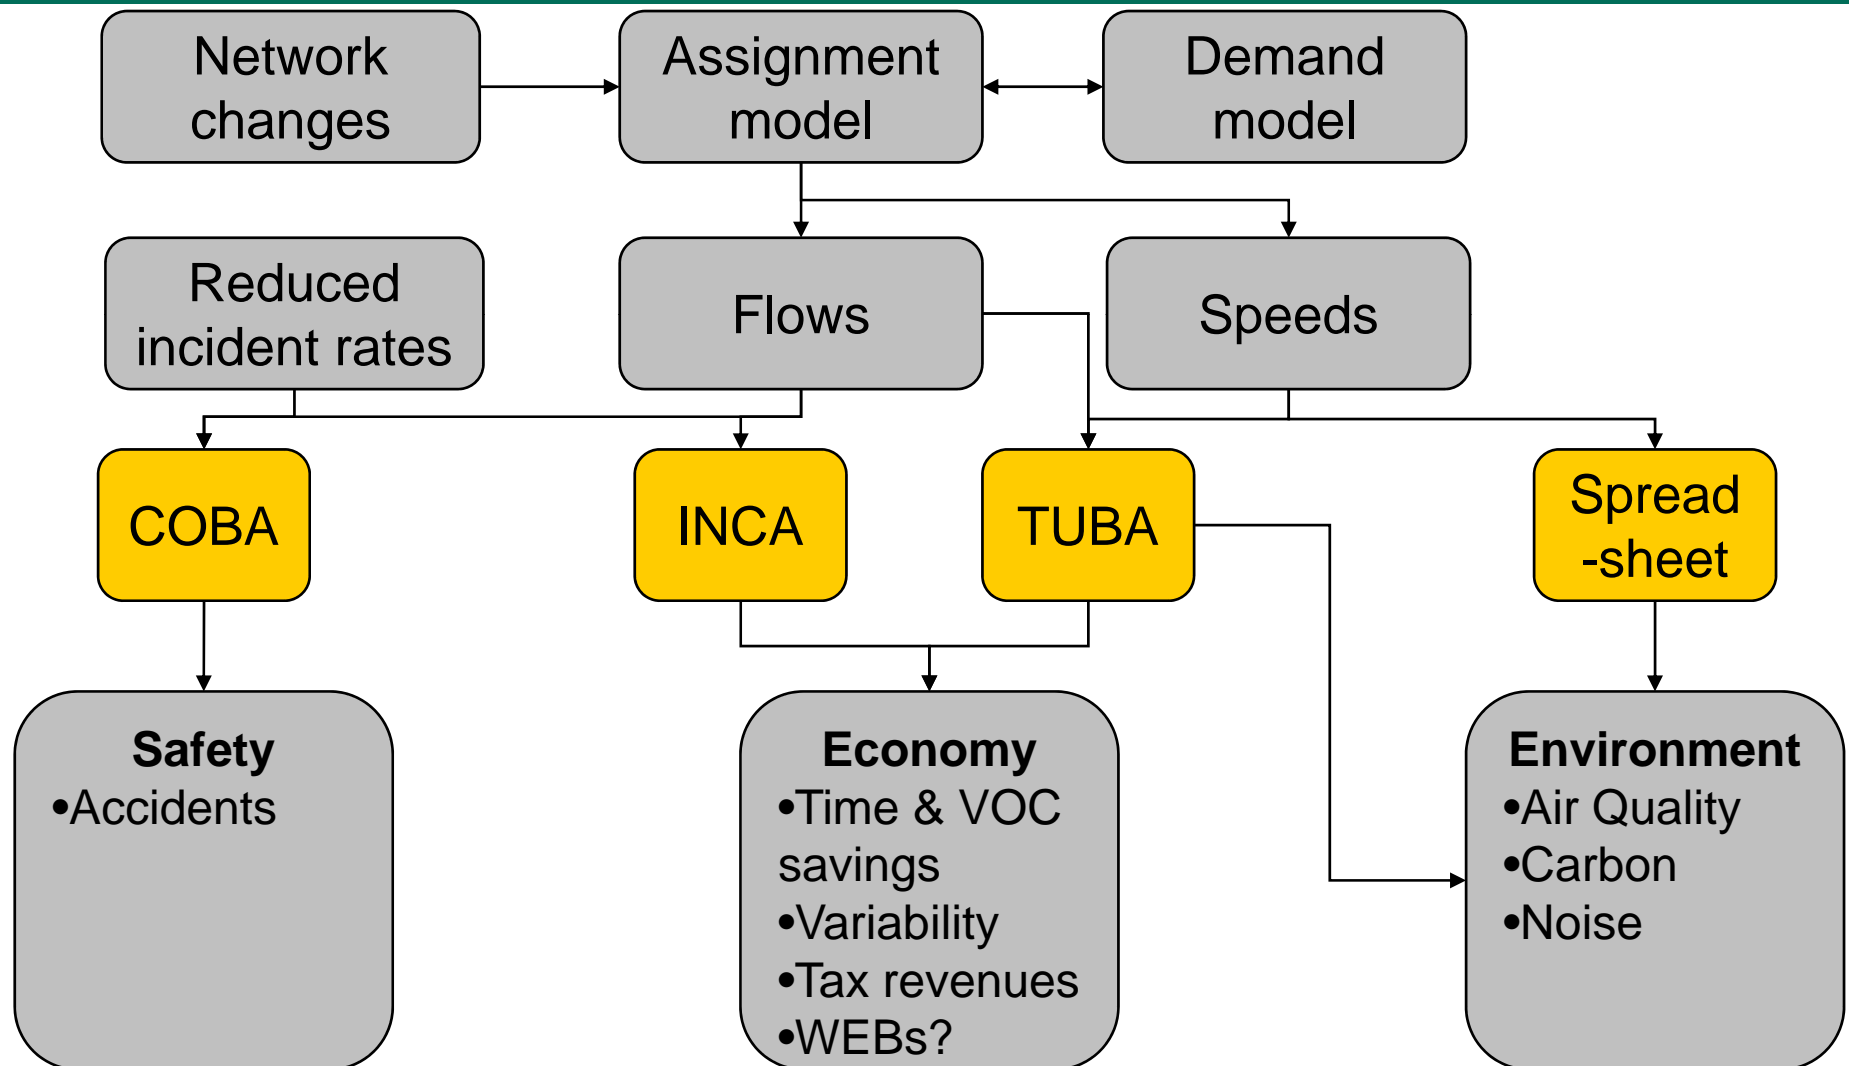 Network
changes
Assignment
model
Demand
model
Reduced
incident rates
Flows
Speeds
COBA
INCA
TUBA
Spread
-sheet
Safety
•Accidents
Economy
•Time & VOC
savings
•Variability
•Tax revenues
•WEBs?
Environment
•Air Quality
•Carbon
•Noise